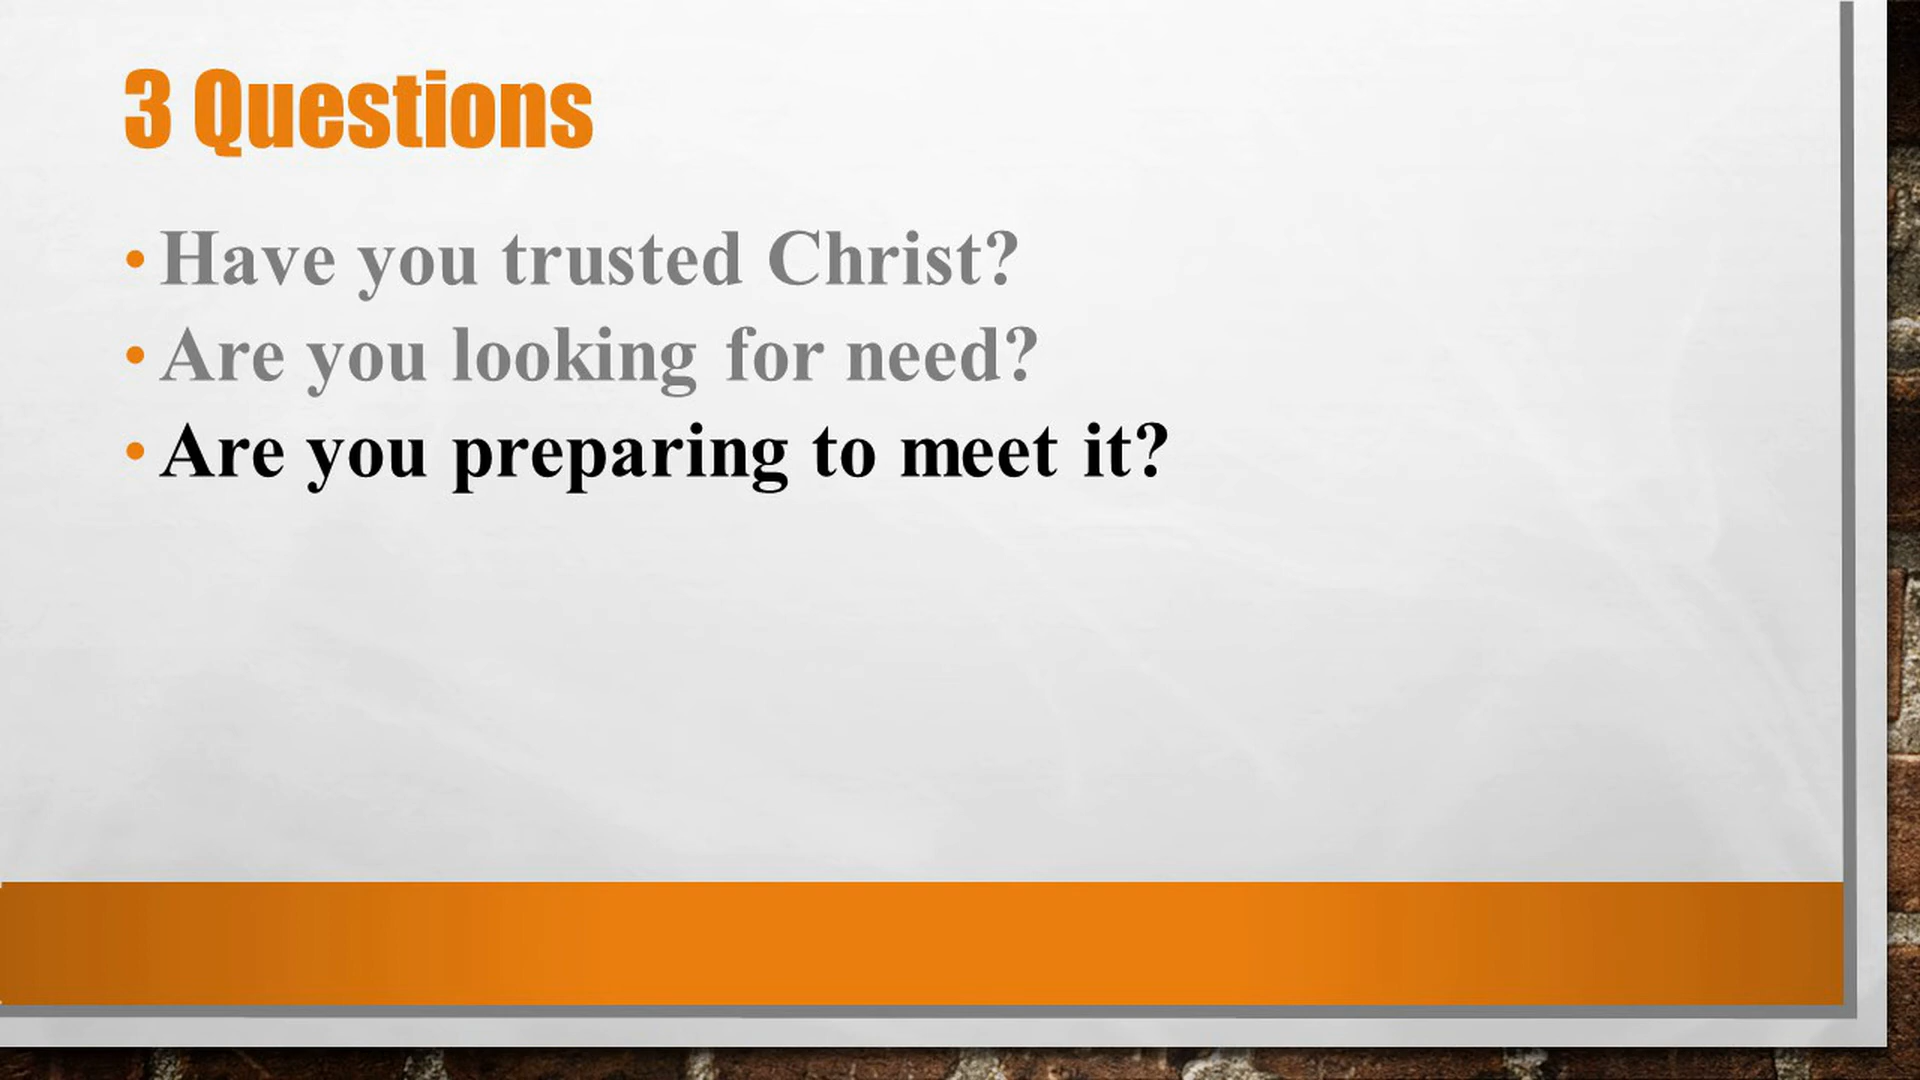 3 Questions
• Have you trusted Christ?
• Are you looking for need?
• Are you preparing to meet it?